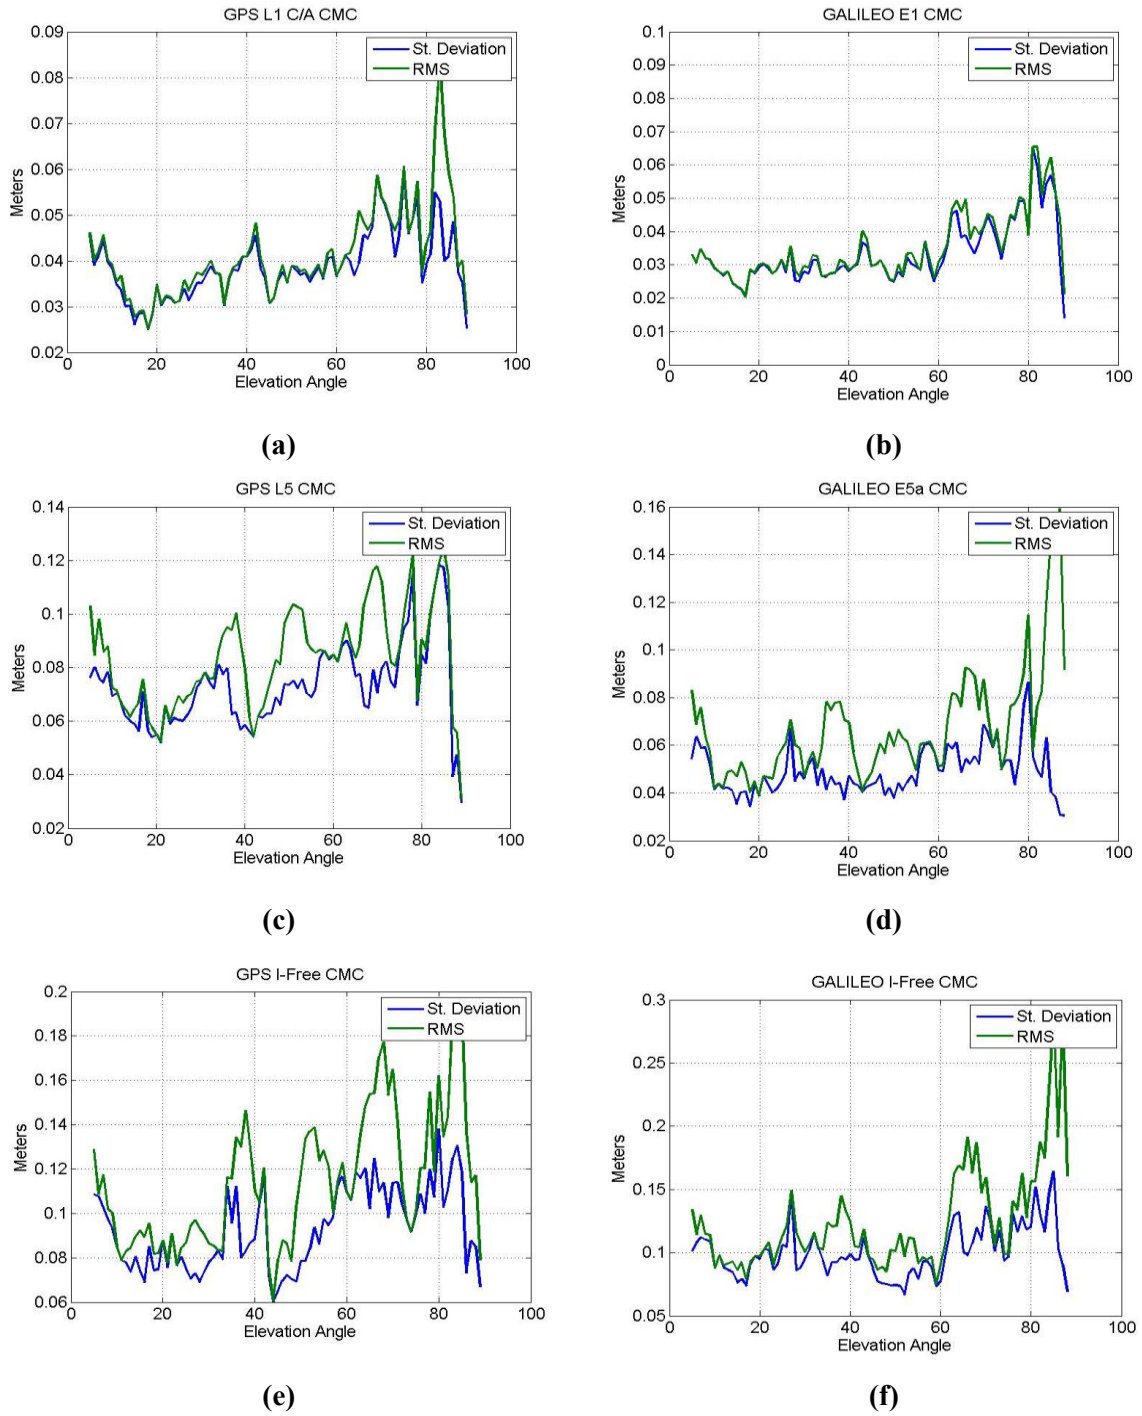 GPS L1 C/A CMC
0.09
0.08
0.07
0.06
0.05
0.04
0.03
0.02
Meters
0
20
40
60
80
100
Elevation Angle
St. Deviation
RMS
(a)
GALILEO E1 CMC
0.1
0.09
0.08
0.07
0.06
0.05
0.04
0.03
0.02
0.01
0
Meters
0
20
40
60
80
100
Elevation Angle
St. Deviation
RMS
(b)
GPS L5 CMC
0.14
0.12
0.1
0.08
0.06
0.04
0.02
Meters
0
20
40
60
80
100
Elevation Angle
St. Deviation
RMS
(c)
GALILEO E5a CMC
0.16
0.14
0.12
0.1
0.08
0.06
0.04
0.02
Meters
0
20
40
60
80
100
Elevation Angle
St. Deviation
RMS
(d)
GPS I-Free CMC
0.2
0.18
0.16
0.14
0.12
0.1
0.08
0.06
Meters
0
20
40
60
80
100
Elevation Angle
St. Deviation
RMS
(e)
GALILEO I-Free CMC
0.3
0.25
0.2
0.15
0.1
0.05
Meters
0
20
40
60
80
100
Elevation Angle
St. Deviation
RMS
(f)